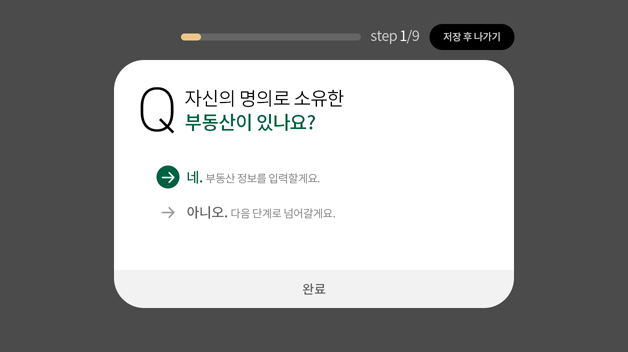 step 1/9
저장 후 나가기
Q
자신의 명의로 소유한
부동산이 있나요?
네. 부동산 정보를 입력할게요.
아니오. 다음 단계로 넘어갈게요.
완료